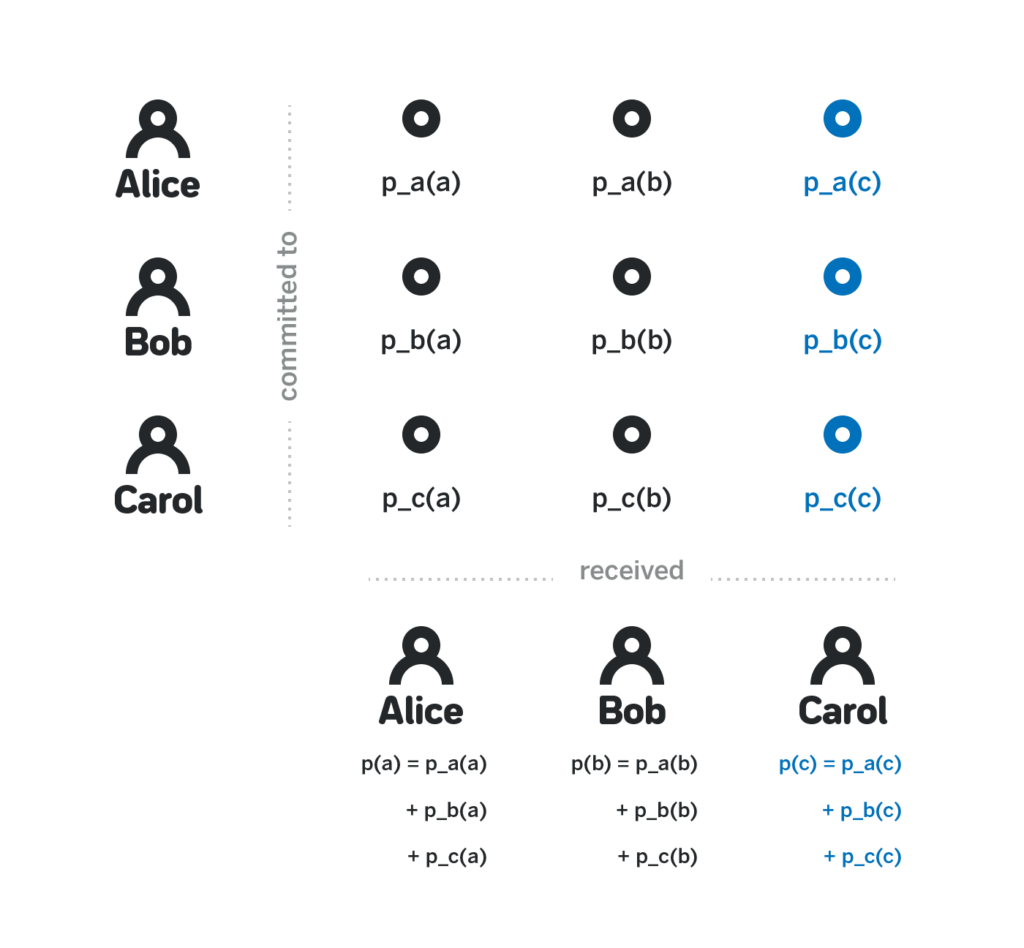 Alice
p_a(a) p_a(b) p_a(c)
committed to
Bob
p_b(a) p_b(b) p_b(c)
Carol
p_c(a) p_c(b) p_c(c)
received
Alice Bob Carol
p(a) = p_a(a) p(b) = p_a(b) p(c) = p_a(c)
+ p_b(a) + p_b(b) + p_b(c)
+ p_c(a) + p_c(b) + p_c(c)